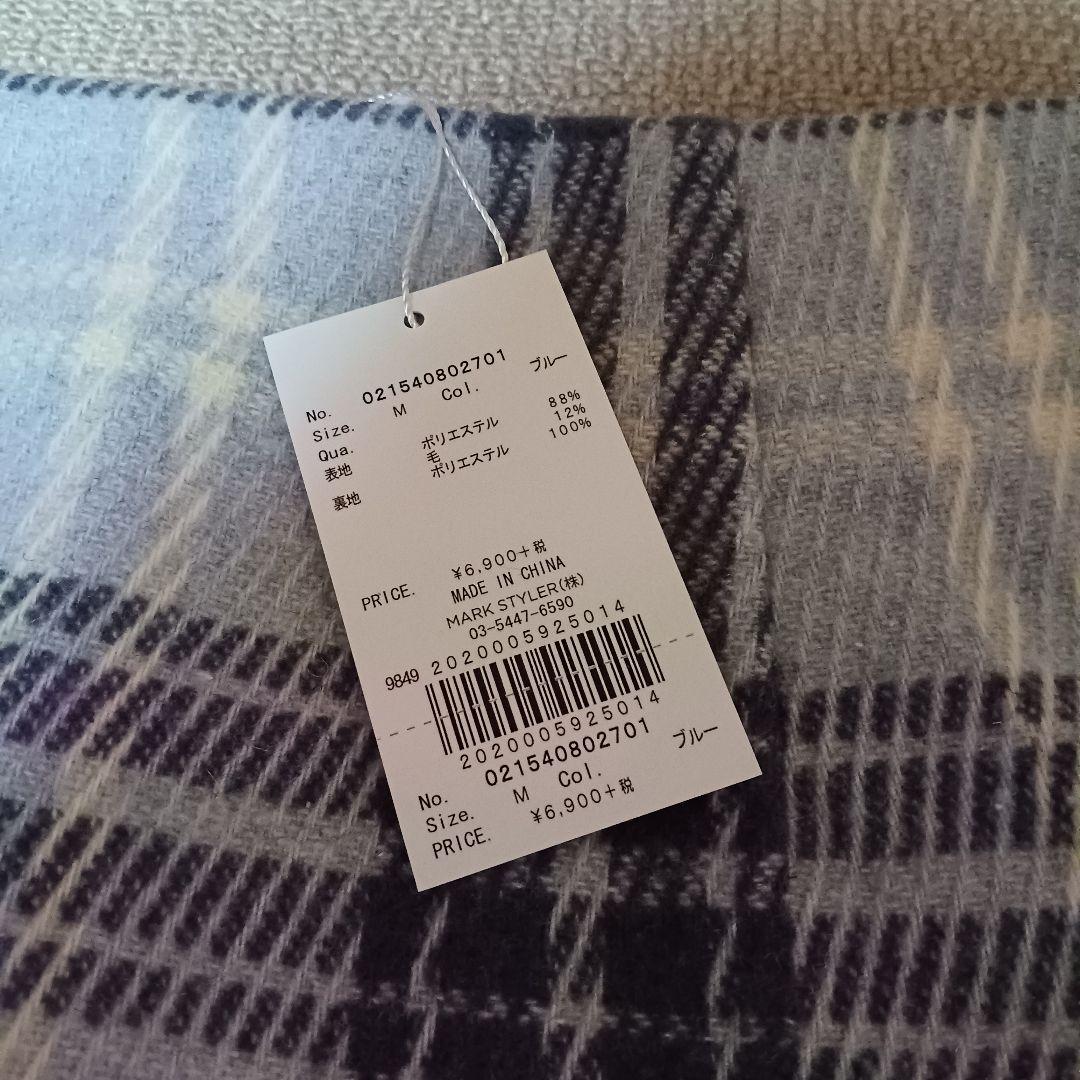 No. 021540802701
Size. M Col. ブルー
Qua.
表地 ポリエステル 88%
毛 12%
裏地 ポリエステル 100%
PRICE. ¥6,900+税
MADE IN CHINA
MARK STYLER(株)
03-5447-6590
9849 2020005925014
2020005925014
No. 021540802701
Size. M Col. ブルー
PRICE. ¥6,900+税